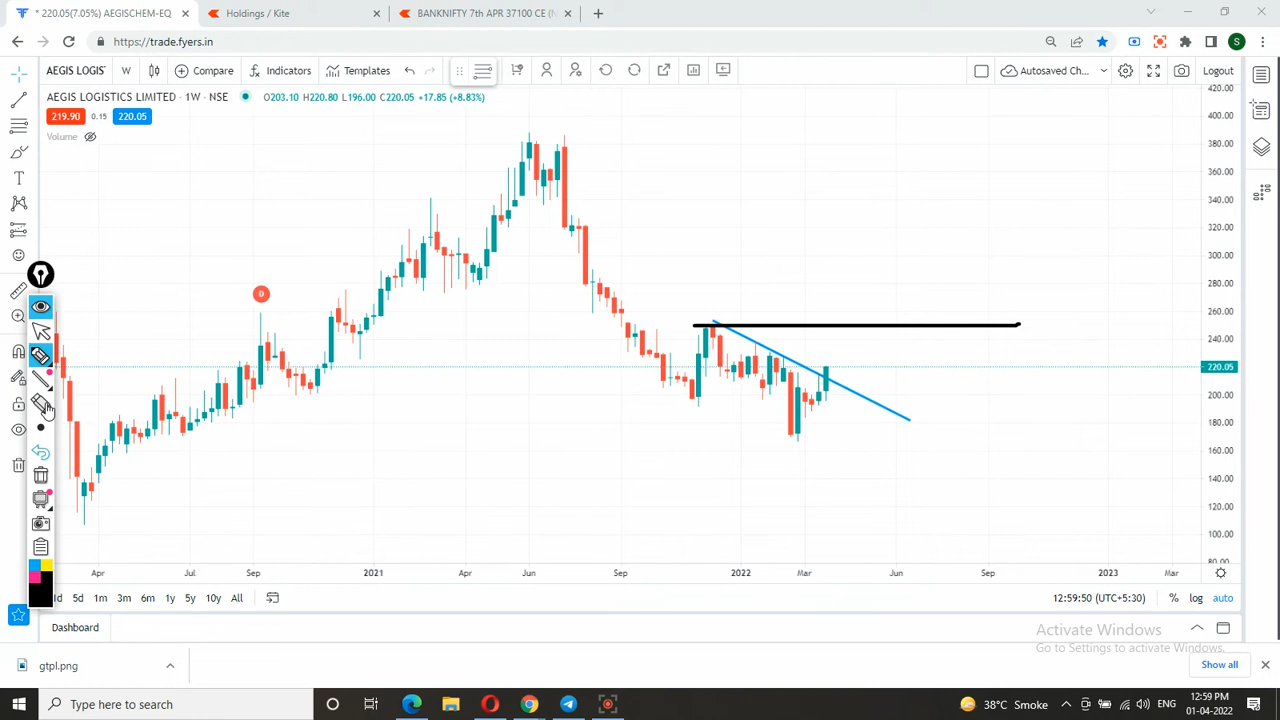 * 220.05(7.05%) AEGISCHEM-EQ
Holdings / Kite
BANKNIFTY 7th APR 37100 CE (N
https://trade.fyers.in
S
AEGIS LOGIS
W
Compare
Indicators
Templates
Autosaved Ch...
Logout
AEGIS LOGISTICS LIMITED · 1W · NSE
O203.10 H220.80 L196.00 C220.05 +17.85 (+8.83%)
219.90
0.15
220.05
Volume
T
D
420.00
400.00
380.00
360.00
340.00
320.00
300.00
280.00
260.00
240.00
220.05
200.00
180.00
160.00
140.00
120.00
100.00
80.00
Apr
Jul
Sep
2021
Apr
Jun
Sep
2022
Mar
Jun
Sep
2023
Mar
1d 5d 1m 3m 6m 1y 5y 10y All
12:59:50 (UTC+5:30)
% log auto
Dashboard
Activate Windows
Go to Settings to activate Windows.
gtpl.png
Show all
Type here to search
38°C Smoke
ENG
12:59 PM
01-04-2022